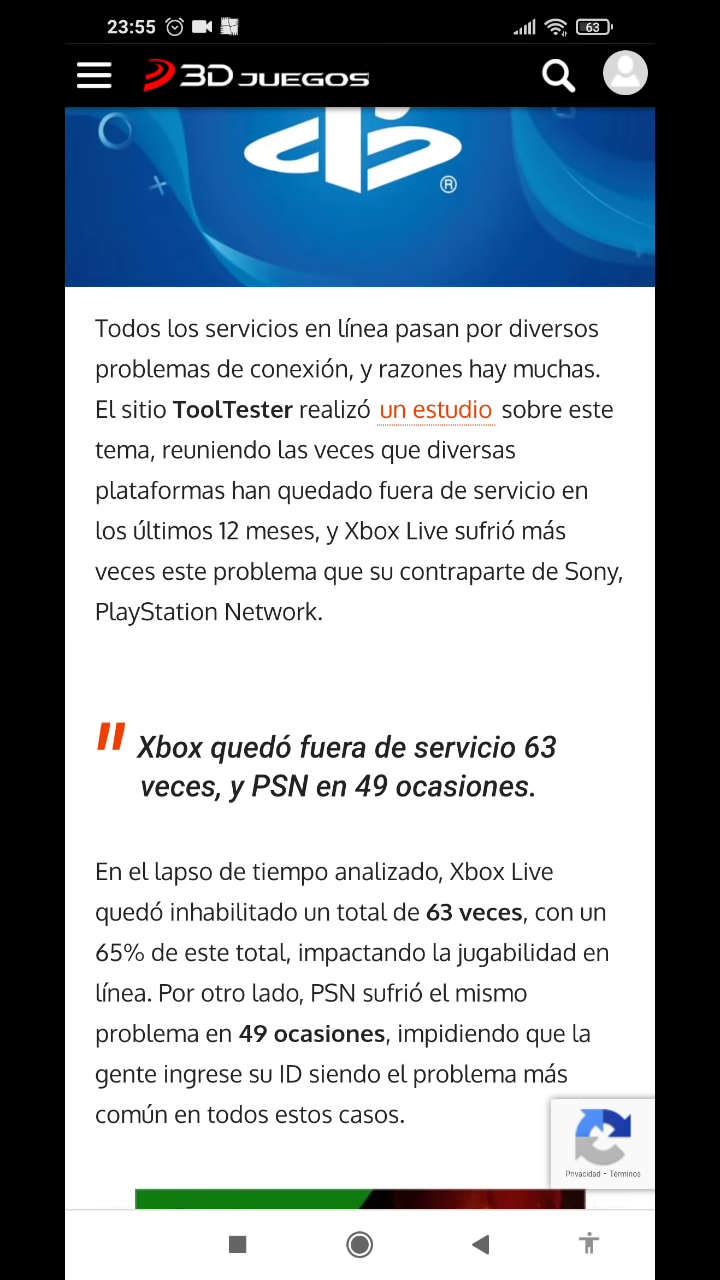 23:55
63
3DJUEGOS
®
Todos los servicios en línea pasan por diversos
problemas de conexión, y razones hay muchas.
El sitio ToolTester realizó un estudio sobre este
tema, reuniendo las veces que diversas
plataformas han quedado fuera de servicio en
los últimos 12 meses, y Xbox Live sufrió más
veces este problema que su contraparte de Sony,
PlayStation Network.
" Xbox quedó fuera de servicio 63
veces, y PSN en 49 ocasiones.
En el lapso de tiempo analizado, Xbox Live
quedó inhabilitado un total de 63 veces, con un
65% de este total, impactando la jugabilidad en
línea. Por otro lado, PSN sufrió el mismo
problema en 49 ocasiones, impidiendo que la
gente ingrese su ID siendo el problema más
común en todos estos casos.
Privacidad - Términos